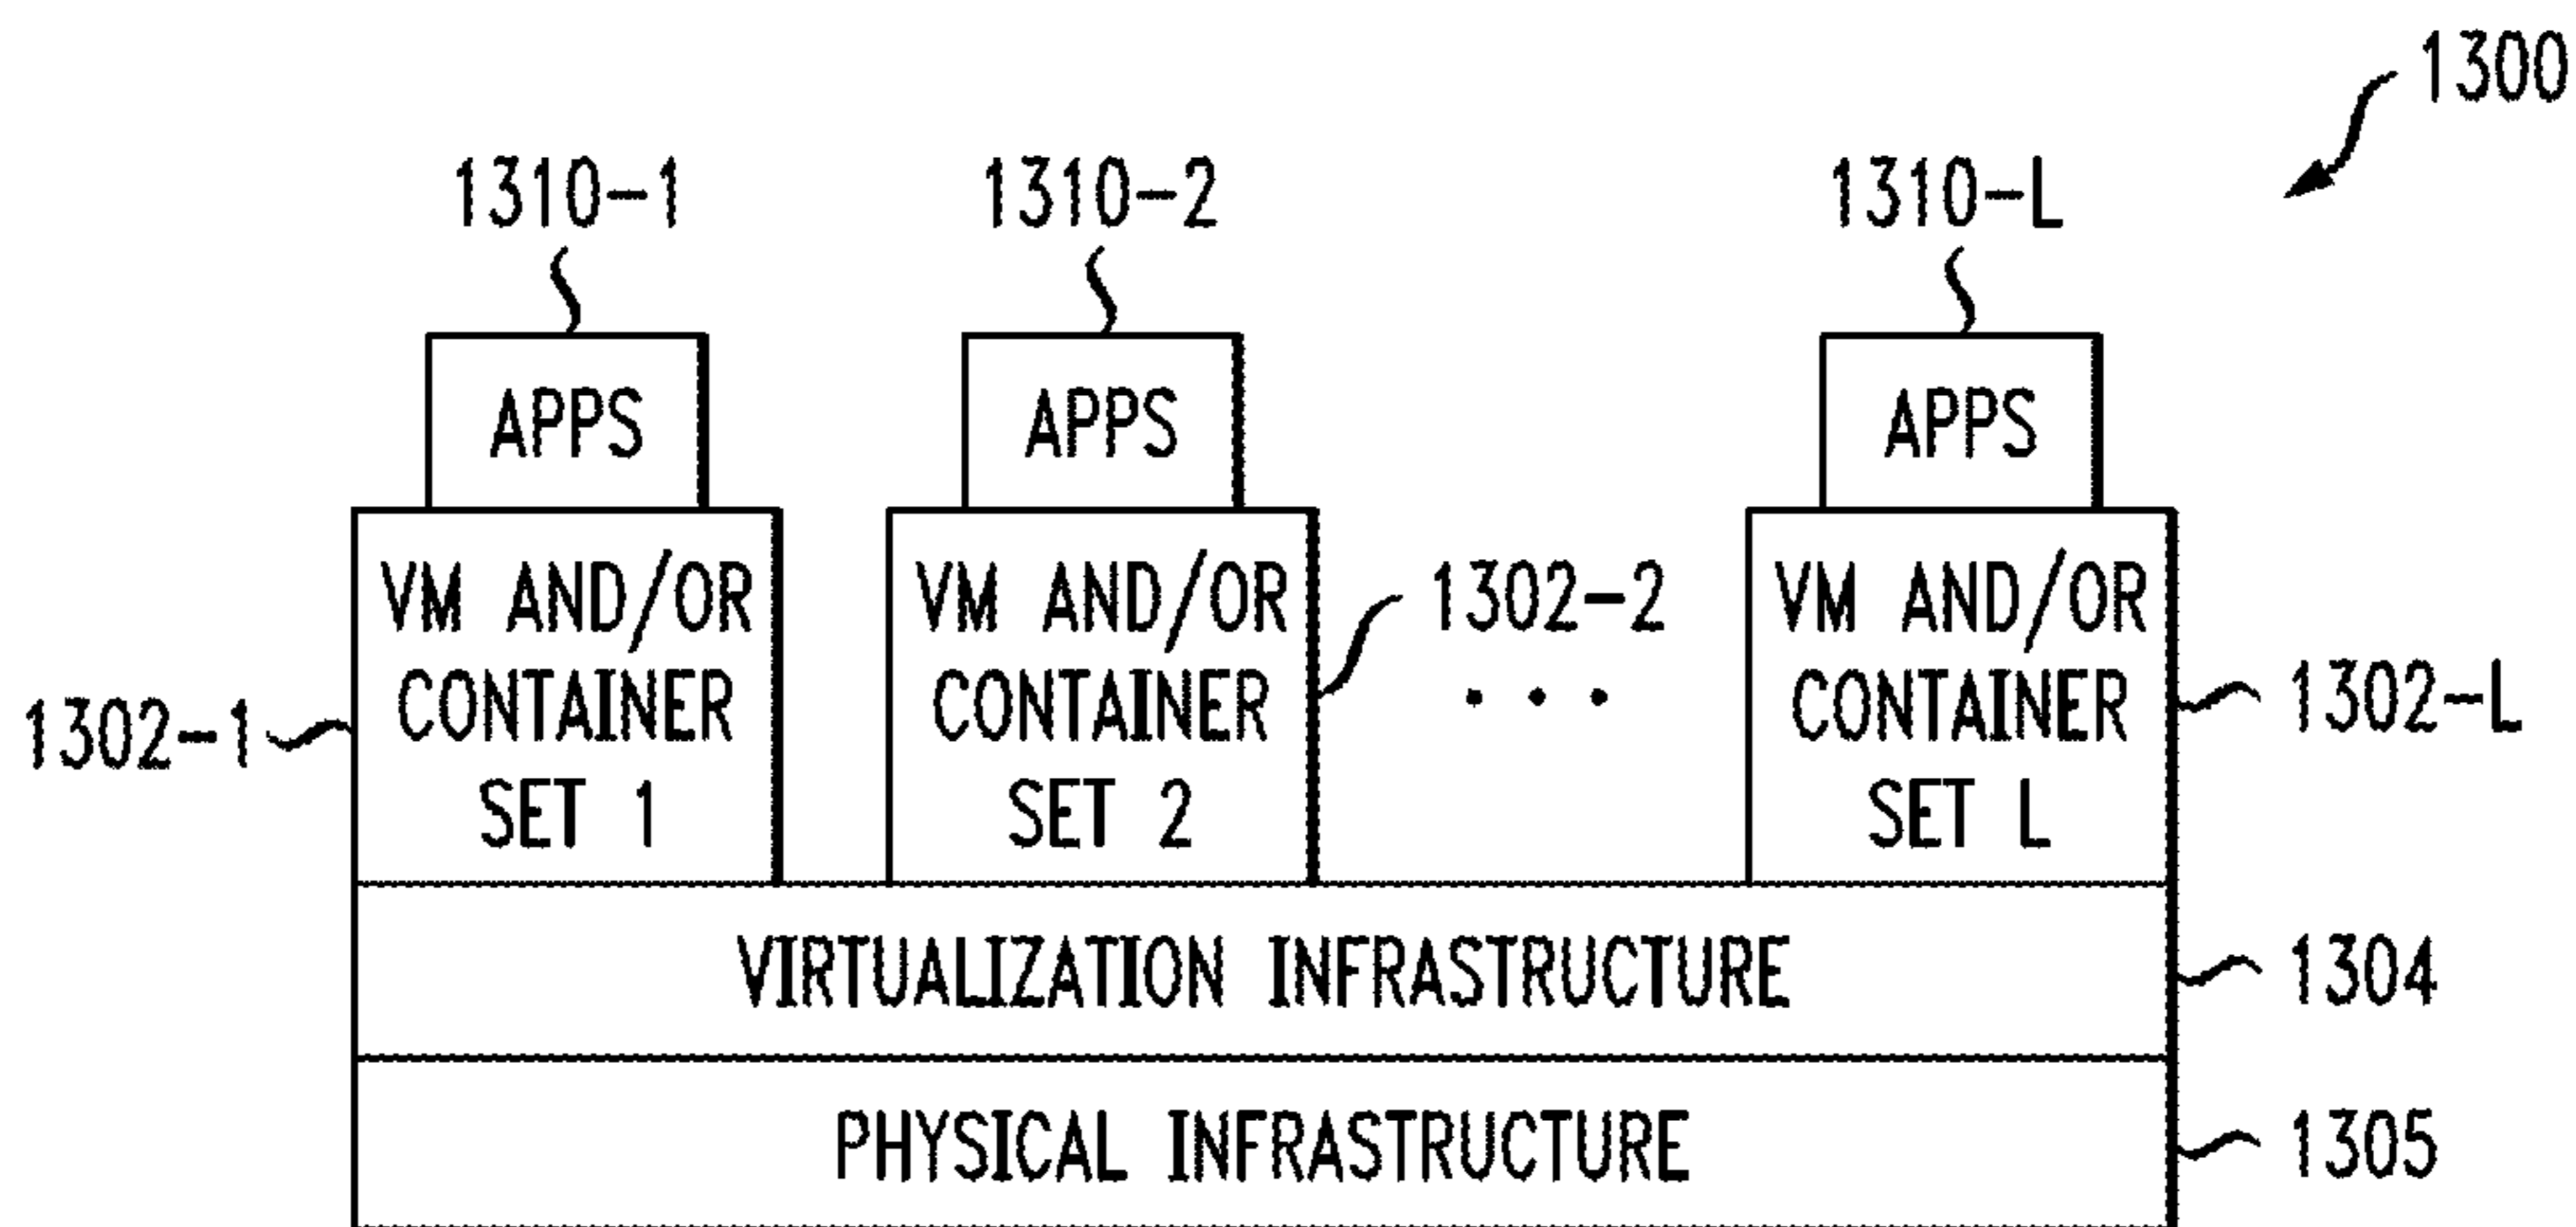 1300
1310-1 1310-2 1310-L
APPS APPS APPS
VM AND/OR CONTAINER SET 1
VM AND/OR CONTAINER SET 2
VM AND/OR CONTAINER SET L
1302-1
1302-2
. . .
1302-L
VIRTUALIZATION INFRASTRUCTURE
1304
PHYSICAL INFRASTRUCTURE
1305